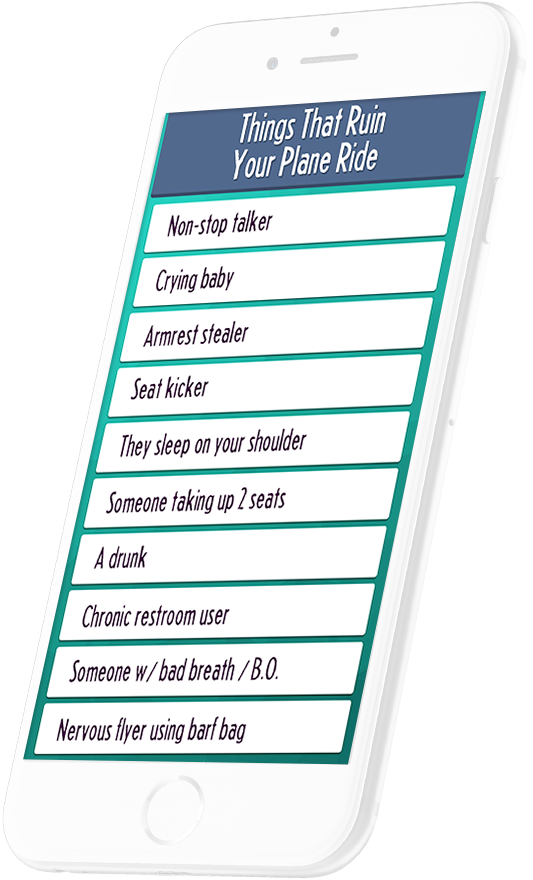 Things That Ruin
Your Plane Ride
Non-stop talker
Crying baby
Armrest stealer
Seat kicker
They sleep on your shoulder
Someone taking up 2 seats
A drunk
Chronic restroom user
Someone w/ bad breath / B.O.
Nervous flyer using barf bag